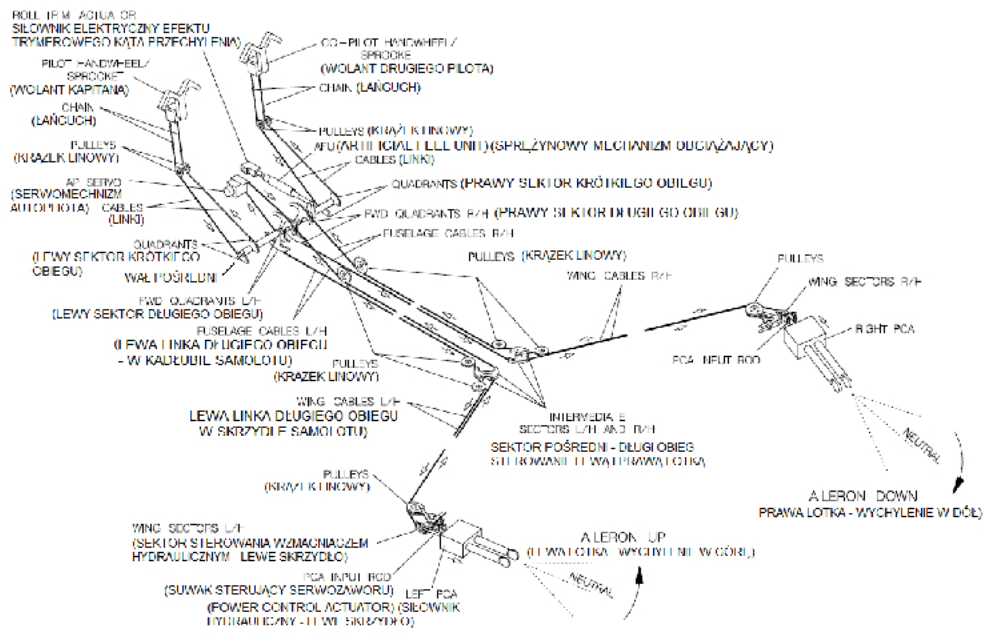 ROLL TRIM ACTUATOR
SIŁOWNIK ELEKTRYCZNY EFEKTU
TRYMEROWEGO KĄTA PRZECHYLENIA)
PILOT HANDWHEEL/
SPROCKET
(WOLANT KAPITANA)
CHAIN
(ŁAŃCUCH)
PULLEYS
(KRĄŻEK LINOWY)
AP SERVO
(SERWOMECHNIZM
AUTOPILOTA)
CABLES
(LINKI)
QUADRANTS
(LEWY SEKTOR KRÓTKIEGO
OBIEGU)
WAŁ POŚREDNI
FWD QUADRANTS L/H
(LEWY SEKTOR DŁUGIEGO OBIEGU)
FUSELAGE CABLES L/H
(LEWA LINKA DŁUGIEGO OBIEGU
- W KADŁUBIE SAMOLOTU)
PULLEYS
(KRĄŻEK LINOWY)
WING CABLES L/H
LEWA LINKA DŁUGIEGO OBIEGU
W SKRZYDLE SAMOLOTU)
CO-PILOT HANDWHEEL/
SPROCKE
(WOLANT DRUGIEGO PILOTA)
CHAIN (ŁAŃCUCH)
PULLEYS (KRĄŻEK LINOWY)
AFU (ARTIFICIAL FEEL UNIT) (SPRĘŻYNOWY MECHANIZM OBCIĄŻAJĄCY)
CABLES (LINKI)
QUADRANTS (PRAWY SEKTOR KRÓTKIEGO OBIEGU)
FWD QUADRANTS R/H (PRAWY SEKTOR DŁUGIEGO OBIEGU)
FUSELAGE CABLES R/H
PULLEYS (KRĄŻEK LINOWY)
WING CABLES R/H
PULLEYS
WING SECTORS R/H
RIGHT PCA
PCA INPUT ROD
INTERMEDIA E
SECTORS L/H AND R/H
SEKTOR POŚREDNI - DŁUGI OBIEG
STEROWANIE LEWĄ I PRAWĄ LOTKĄ
NEUTRAL
AILERON DOWN
PRAWA LOTKA - WYCHYLENIE W DÓŁ)
PULLEYS
(KRĄŻEK LINOWY)
WING SECTORS L/H
(SEKTOR STEROWANIA WZMACNIACZEM
HYDRAULICZNYM - LEWE SKRZYDŁO)
PCA INPUT ROD
(SUWAK STERUJĄCY SERWOZAWORU)
LEFT PCA
(POWER CONTROL ACTUATOR) (SIŁOWNIK
HYDRAULICZNY - LEWE SKRZYDŁO)
AILERON UP
(LEWA LOTKA - WYCHYLENIE W GÓRĘ)
NEUTRAL